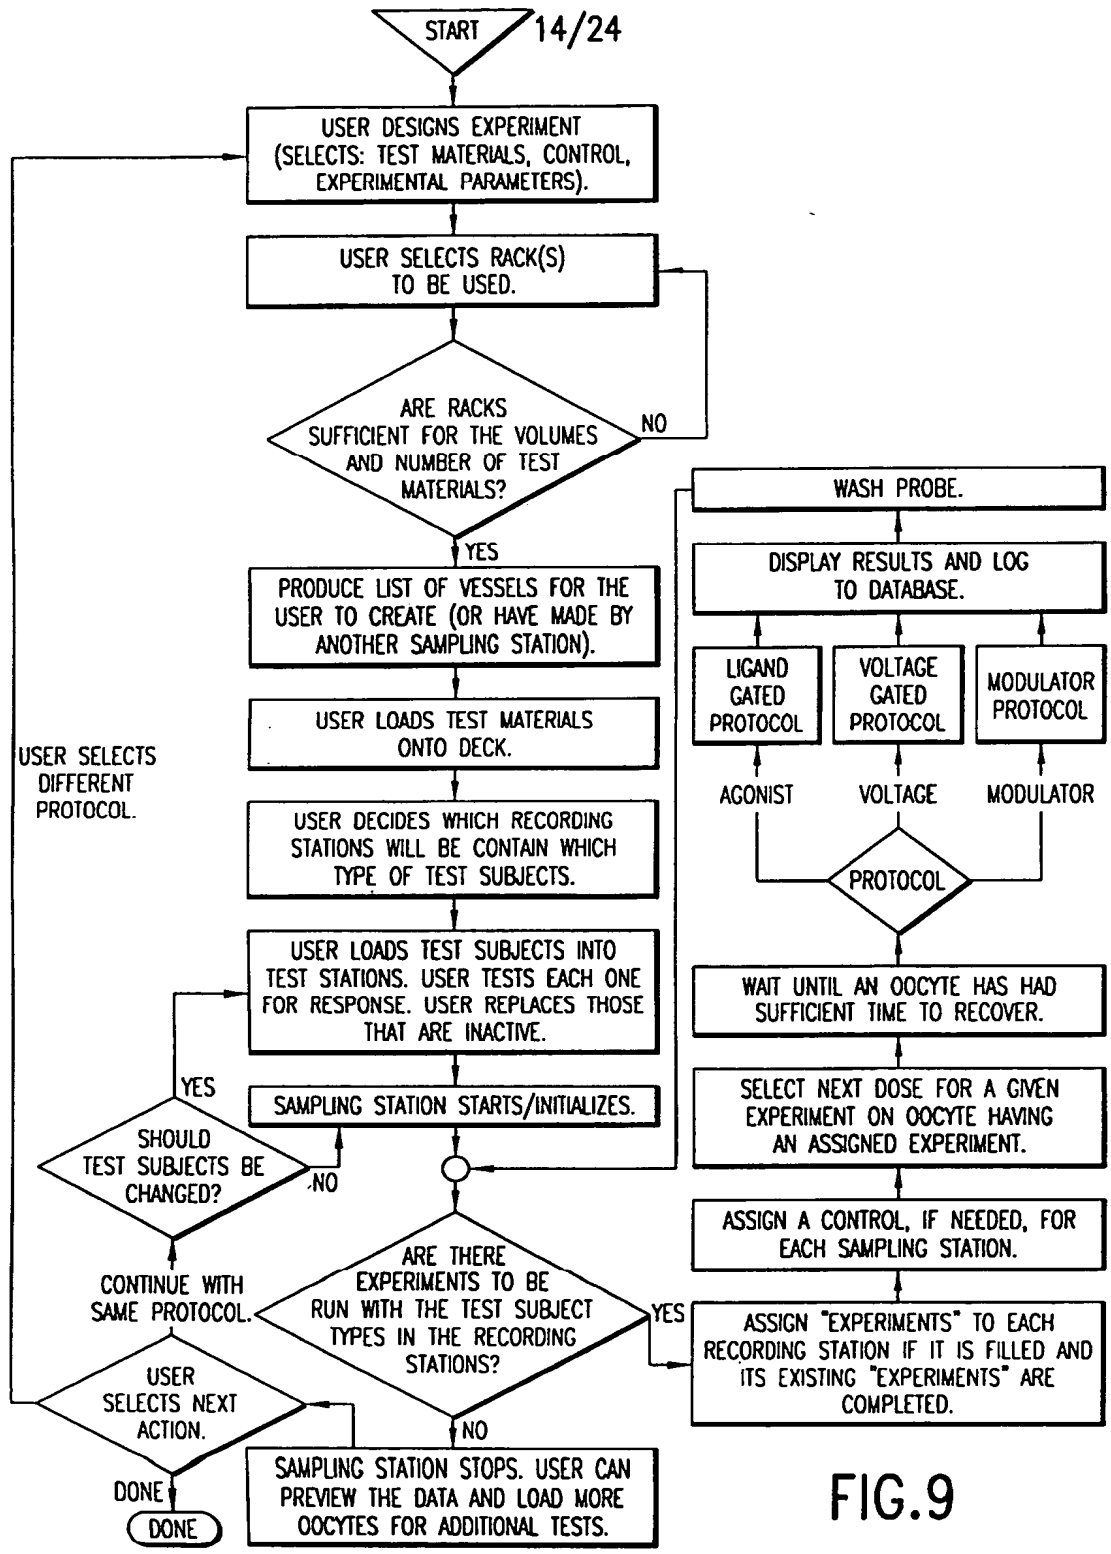 START
14/24
USER DESIGNS EXPERIMENT
(SELECTS: TEST MATERIALS, CONTROL,
EXPERIMENTAL PARAMETERS).
USER SELECTS RACK(S)
TO BE USED.
ARE RACKS
SUFFICIENT FOR THE VOLUMES
AND NUMBER OF TEST
MATERIALS?
NO
YES
PRODUCE LIST OF VESSELS FOR THE
USER TO CREATE (OR HAVE MADE BY
ANOTHER SAMPLING STATION).
USER LOADS TEST MATERIALS
ONTO DECK.
USER DECIDES WHICH RECORDING
STATIONS WILL BE CONTAIN WHICH
TYPE OF TEST SUBJECTS.
USER LOADS TEST SUBJECTS INTO
TEST STATIONS. USER TESTS EACH ONE
FOR RESPONSE. USER REPLACES THOSE
THAT ARE INACTIVE.
SAMPLING STATION STARTS/INITIALIZES.
ARE THERE
EXPERIMENTS TO BE
RUN WITH THE TEST SUBJECT
TYPES IN THE RECORDING
STATIONS?
YES
NO
SAMPLING STATION STOPS. USER CAN
PREVIEW THE DATA AND LOAD MORE
OOCYTES FOR ADDITIONAL TESTS.
USER
SELECTS NEXT
ACTION.
DONE
DONE
CONTINUE WITH
SAME PROTOCOL.
SHOULD
TEST SUBJECTS BE
CHANGED?
YES
NO
USER SELECTS
DIFFERENT
PROTOCOL.
WASH PROBE.
DISPLAY RESULTS AND LOG
TO DATABASE.
LIGAND
GATED
PROTOCOL
VOLTAGE
GATED
PROTOCOL
MODULATOR
PROTOCOL
AGONIST
VOLTAGE
MODULATOR
PROTOCOL
WAIT UNTIL AN OOCYTE HAS HAD
SUFFICIENT TIME TO RECOVER.
SELECT NEXT DOSE FOR A GIVEN
EXPERIMENT ON OOCYTE HAVING
AN ASSIGNED EXPERIMENT.
ASSIGN A CONTROL, IF NEEDED, FOR
EACH SAMPLING STATION.
ASSIGN "EXPERIMENTS" TO EACH
RECORDING STATION IF IT IS FILLED AND
ITS EXISTING "EXPERIMENTS" ARE
COMPLETED.
FIG.9